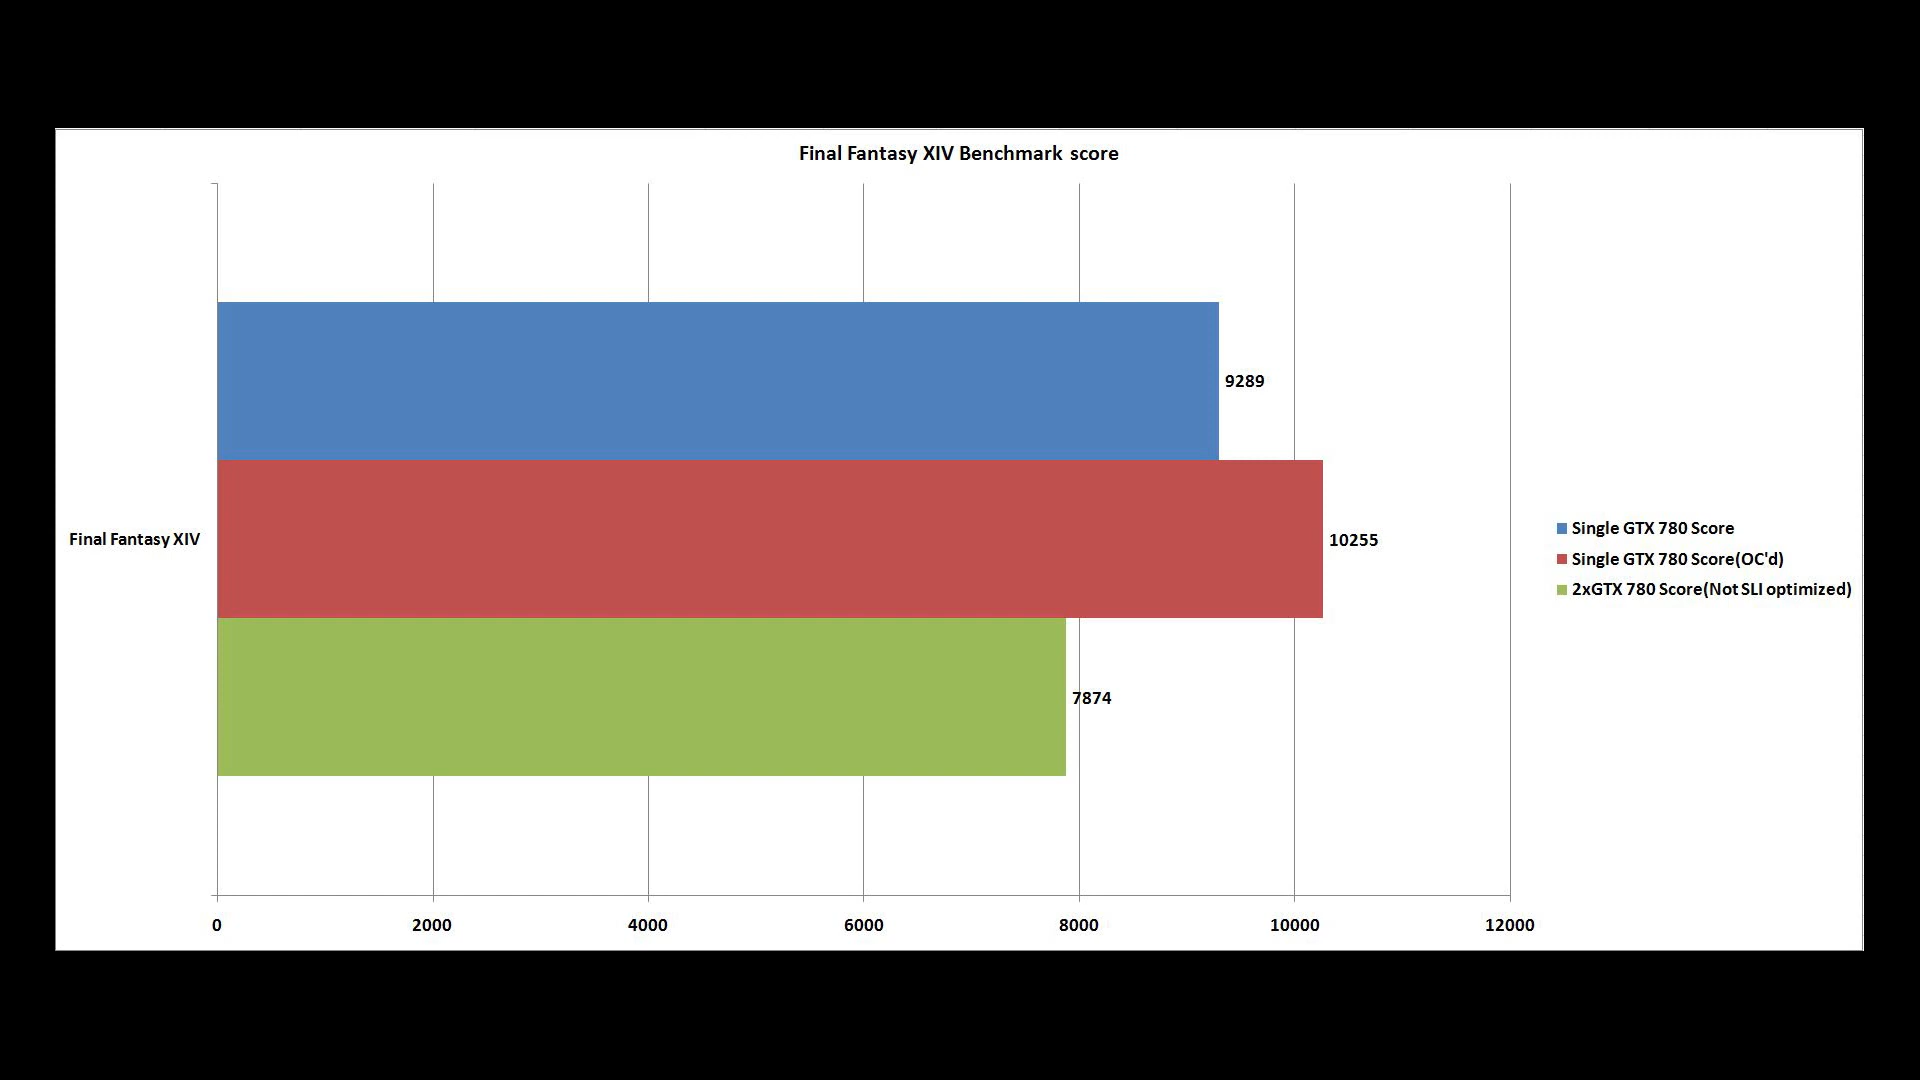 Final Fantasy XIV Benchmark score
9289
Final Fantasy XIV
10255
7874
Single GTX 780 Score
Single GTX 780 Score(OC'd)
2xGTX 780 Score(Not SLI optimized)
0 2000 4000 6000 8000 10000 12000